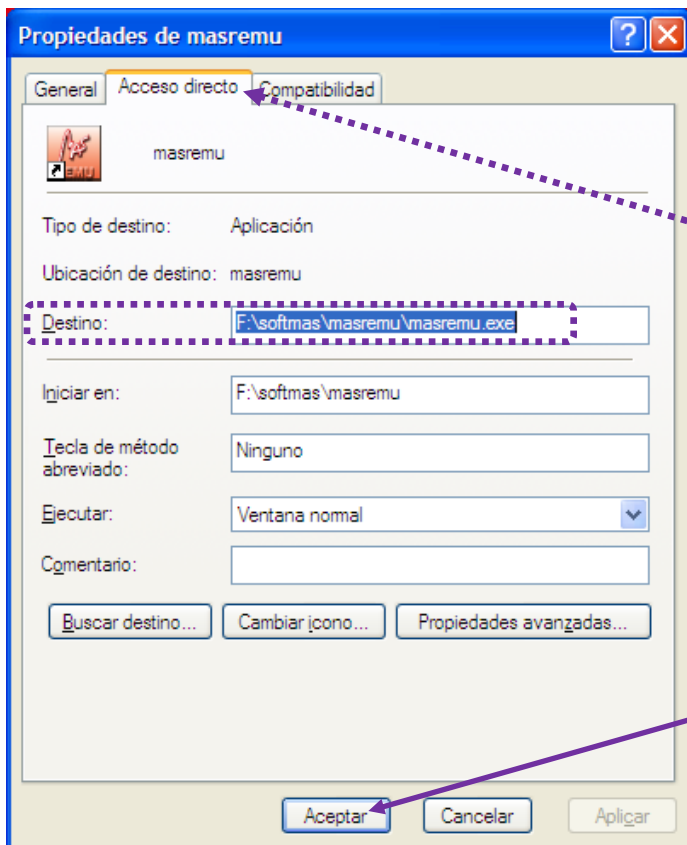 Propiedades de masremu
General Acceso directo Compatibilidad
EMU masremu
Tipo de destino: Aplicación
Ubicación de destino: masremu
Destino: F:\softmas\masremu\masremu.exe
Iniciar en: F:\softmas\masremu
Tecla de método
abreviado: Ninguno
Ejecutar: Ventana normal
Comentario:
Buscar destino... Cambiar icono... Propiedades avanzadas...
Aceptar Cancelar Aplicar